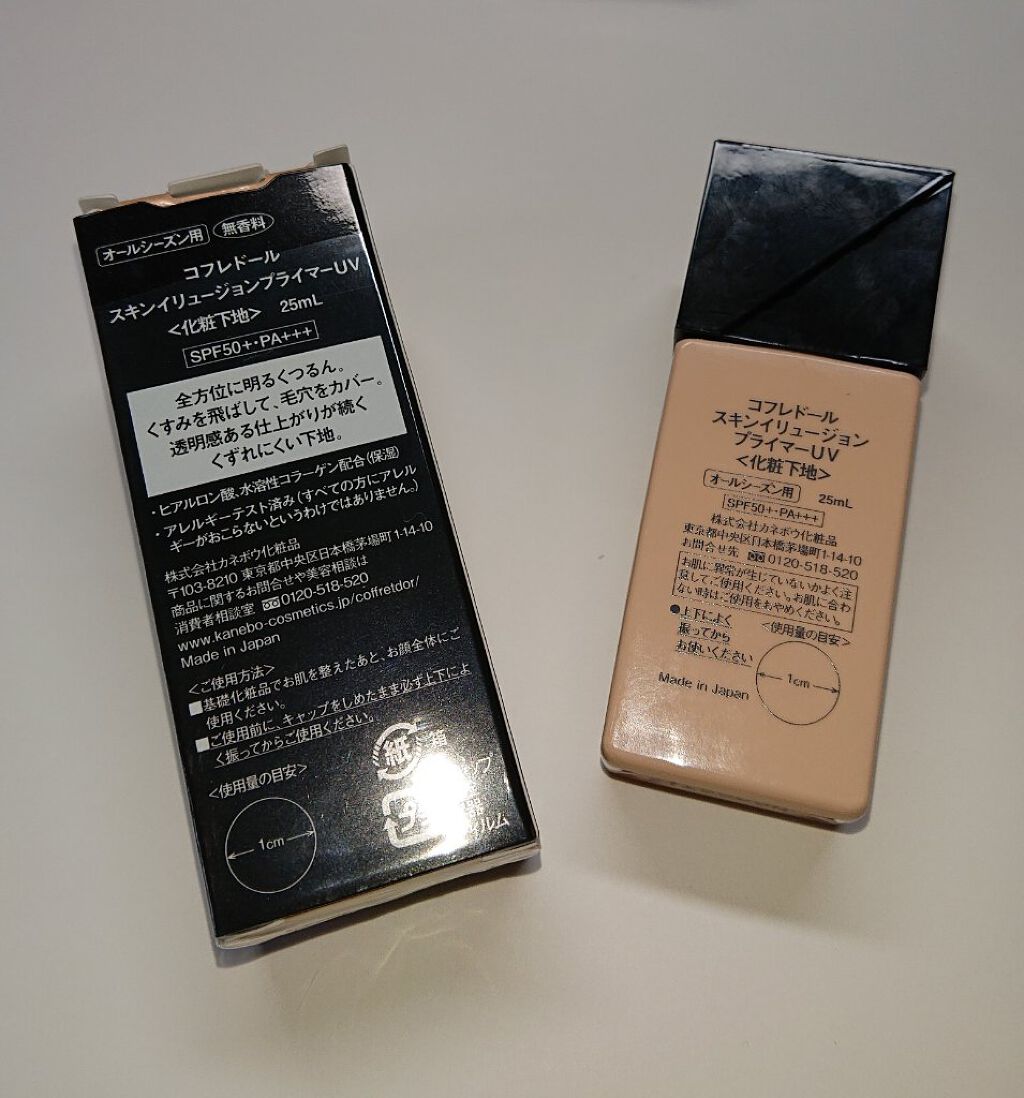 オールシーズン用 無香料
コフレドール
スキンイリュージョンプライマーUV
<化粧下地> 25mL
SPF50+・PA+++
全方位に明るくつるん。
くすみを飛ばして、毛穴をカバー。
透明感ある仕上がりが続く
くずれにくい下地。
・ヒアルロン酸、水溶性コラーゲン配合(保湿)
・アレルギーテスト済み(すべての方にアレル
ギーがおこらないというわけではありません。)
株式会社カネボウ化粧品
〒103-8210 東京都中央区日本橋茅場町1-14-10
商品に関するお問合せや美容相談は
消費者相談室 0120-518-520
www.kanebo-cosmetics.jp/coffretdor/
Made in Japan
<ご使用方法>
■基礎化粧品でお肌を整えたあと、お顔全体にご
使用ください。
■ご使用前に、キャップをしめたまま必ず上下によ
く振ってからご使用ください。
<使用量の目安>
1cm
紙 箱
コフレドール
スキンイリュージョン
プライマーUV
<化粧下地>
オールシーズン用 25mL
SPF50+・PA+++
株式会社カネボウ化粧品
東京都中央区日本橋茅場町1-14-10
お問合せ先 0120-518-520
お肌に異常が生じていないかよく注
意してご使用ください。お肌に合わ
ない時はご使用をおやめください。
●上下によく
振ってから
お使いください
<使用量の目安>
1cm
Made in Japan